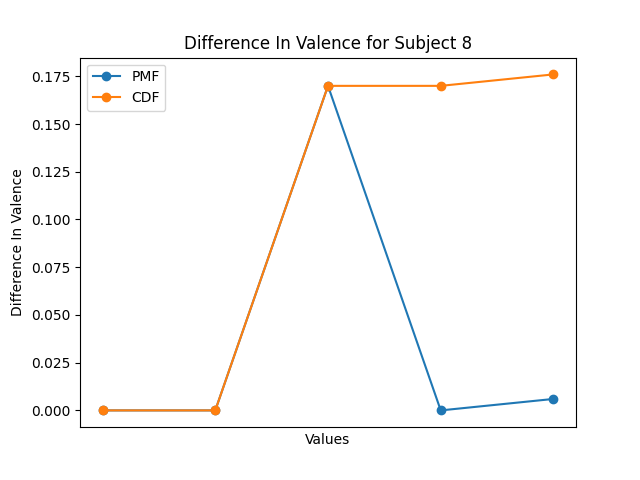 Difference In Valence for Subject 8
PMF
CDF
0.175
0.150
0.125
0.100
0.075
0.050
0.025
0.000
Difference In Valence
Values